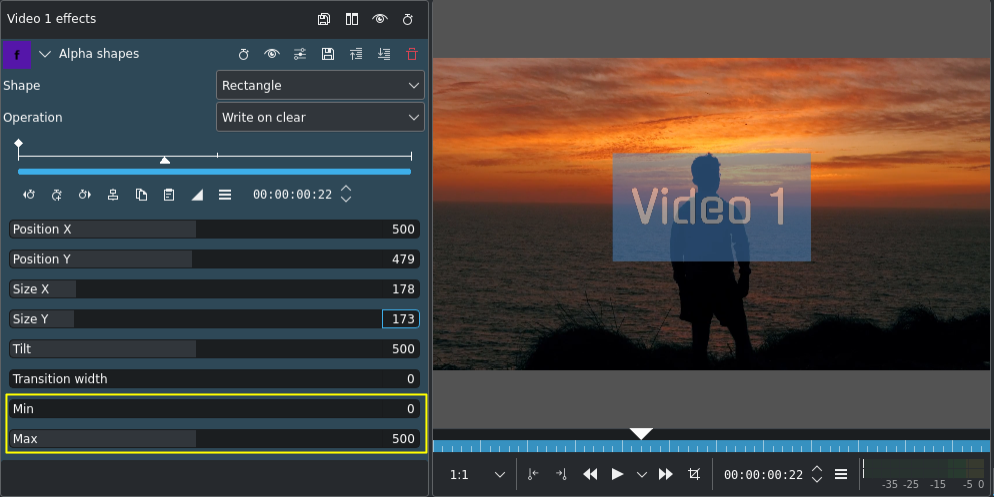 Video 1 effects
f Alpha shapes
Shape Rectangle
Operation Write on clear
00:00:00:22
Position X 500
Position Y 479
Size X 178
Size Y 173
Tilt 500
Transition width 0
Min 0
Max 500
Video 1
1:1 00:00:00:22
-35 -25 -15 -5 0